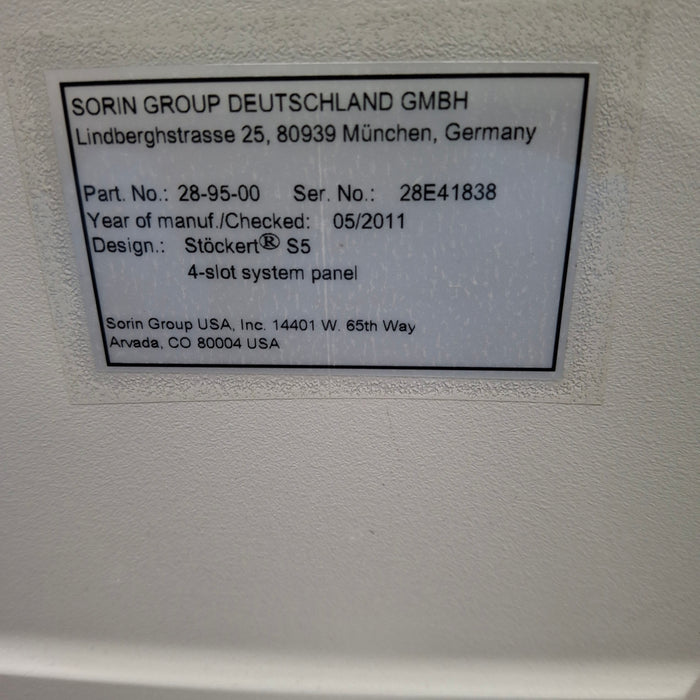 SORIN GROUP DEUTSCHLAND GMBH
Lindberghstrasse 25, 80939 München, Germany
Part. No.: 28-95-00 Ser. No.: 28E41838
Year of manuf./Checked: 05/2011
Design.: Stöckert® S5
4-slot system panel
Sorin Group USA, Inc. 14401 W. 65th Way
Arvada, CO 80004 USA